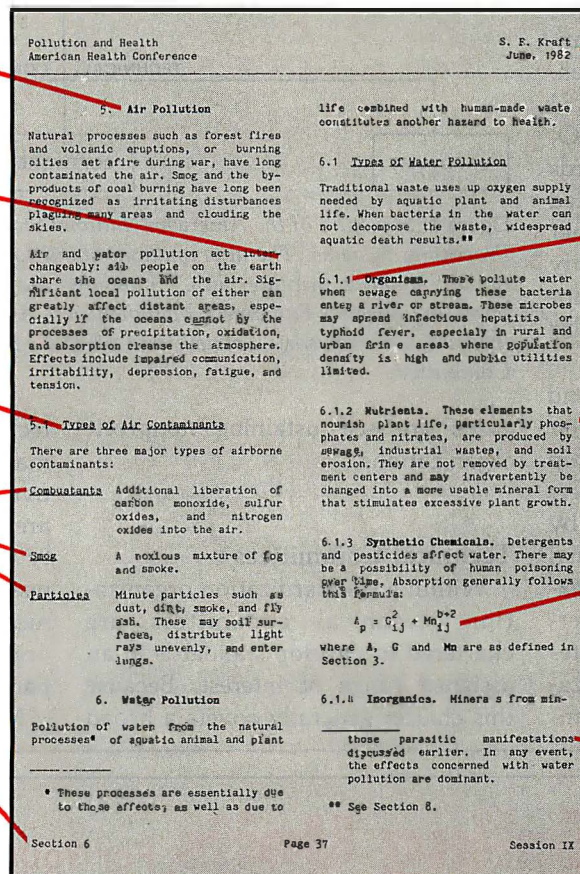 Pollution and Health
American Health Conference
S. F. Kraft
June, 1982
5. Air Pollution
Natural processes such as forest fires
and volcanic eruptions, or burning
cities set afire during war, have long
contaminated the air. Smog and the by-
products of coal burning have long been
recognized as irritating disturbances
plaguing many areas and clouding the
skies.
Air and water pollution act inter-
changeably: all people on the earth
share the oceans and the air. Sig-
nificant local pollution of either can
greatly affect distant areas, espe-
cially if the oceans cannot by the
processes of precipitation, oxidation,
and absorption cleanse the atmosphere.
Effects include impaired communication,
irritability, depression, fatigue, and
tension.
5.1 Types of Air Contaminants
There are three major types of airborne
contaminants:
Combustants Additional liberation of
carbon monoxide, sulfur
oxides, and nitrogen
oxides into the air.
Smog A noxious mixture of fog
and smoke.
Particles Minute particles such as
dust, dirt, smoke, and fly
ash. These may soil sur-
faces, distribute light
rays unevenly, and enter
lungs.
6. Water Pollution
Pollution of water from the natural
processes* of aquatic animal and plant
* These processes are essentially due
to those effects, as well as due to
life combined with human-made waste
constitutes another hazard to health.
6.1 Types of Water Pollution
Traditional waste uses up oxygen supply
needed by aquatic plant and animal
life. When bacteria in the water can
not decompose the waste, widespread
aquatic death results.**
6.1.1 Organisms. These pollute water
when sewage carrying these bacteria
enters a river or stream. These microbes
may spread infectious hepatitis or
typhoid fever, especialy in rural and
urban frin e areas where population
density is high and public utilities
limited.
6.1.2 Nutrients. These elements that
nourish plant life, particularly phos-
phates and nitrates, are produced by
sewage, industrial wastes, and soil
erosion. They are not removed by treat-
ment centers and may inadvertently be
changed into a more usable mineral form
that stimulates excessive plant growth.
6.1.3 Synthetic Chemicals. Detergents
and pesticides affect water. There may
be a possibility of human poisoning
over time, Absorption generally follows
this formula:
A_p = G^2_ij + Mn^b+2_ij
where A, G and Mn are as defined in
Section 3.
6.1.4 Inorganics. Minera s from min-
those parasitic manifestations
discussed earlier. In any event,
the effects concerned with water
pollution are dominant.
** See Section 8.
Section 6
Page 37
Session IX